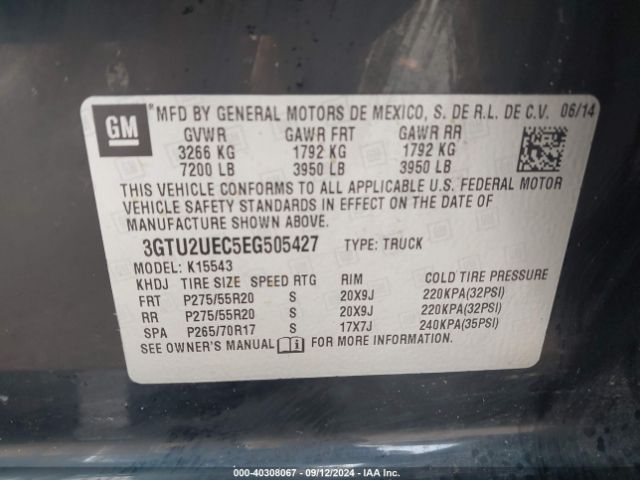 GM
*MFD BY GENERAL MOTORS DE MEXICO, S. DE R.L. DE C.V. 06/14
GVWR GAWR FRT GAWR RR
3266 KG 1792 KG 1792 KG
7200 LB 3950 LB 3950 LB
THIS VEHICLE CONFORMS TO ALL APPLICABLE U.S. FEDERAL MOTOR
VEHICLE SAFETY STANDARDS IN EFFECT ON THE DATE OF
MANUFACTURE SHOWN ABOVE.
3GTU2UEC5EG505427 TYPE: TRUCK
MODEL: K15543
KHDJ TIRE SIZE SPEED RTG RIM COLD TIRE PRESSURE
FRT P275/55R20 S 20X9J 220KPA(32PSI)
RR P275/55R20 S 20X9J 220KPA(32PSI)
SPA P265/70R17 S 17X7J 240KPA(35PSI)
SEE OWNER'S MANUAL i FOR MORE INFORMATION.
STOCK #: 40308067 - 09/12/2024 - IAA Inc.